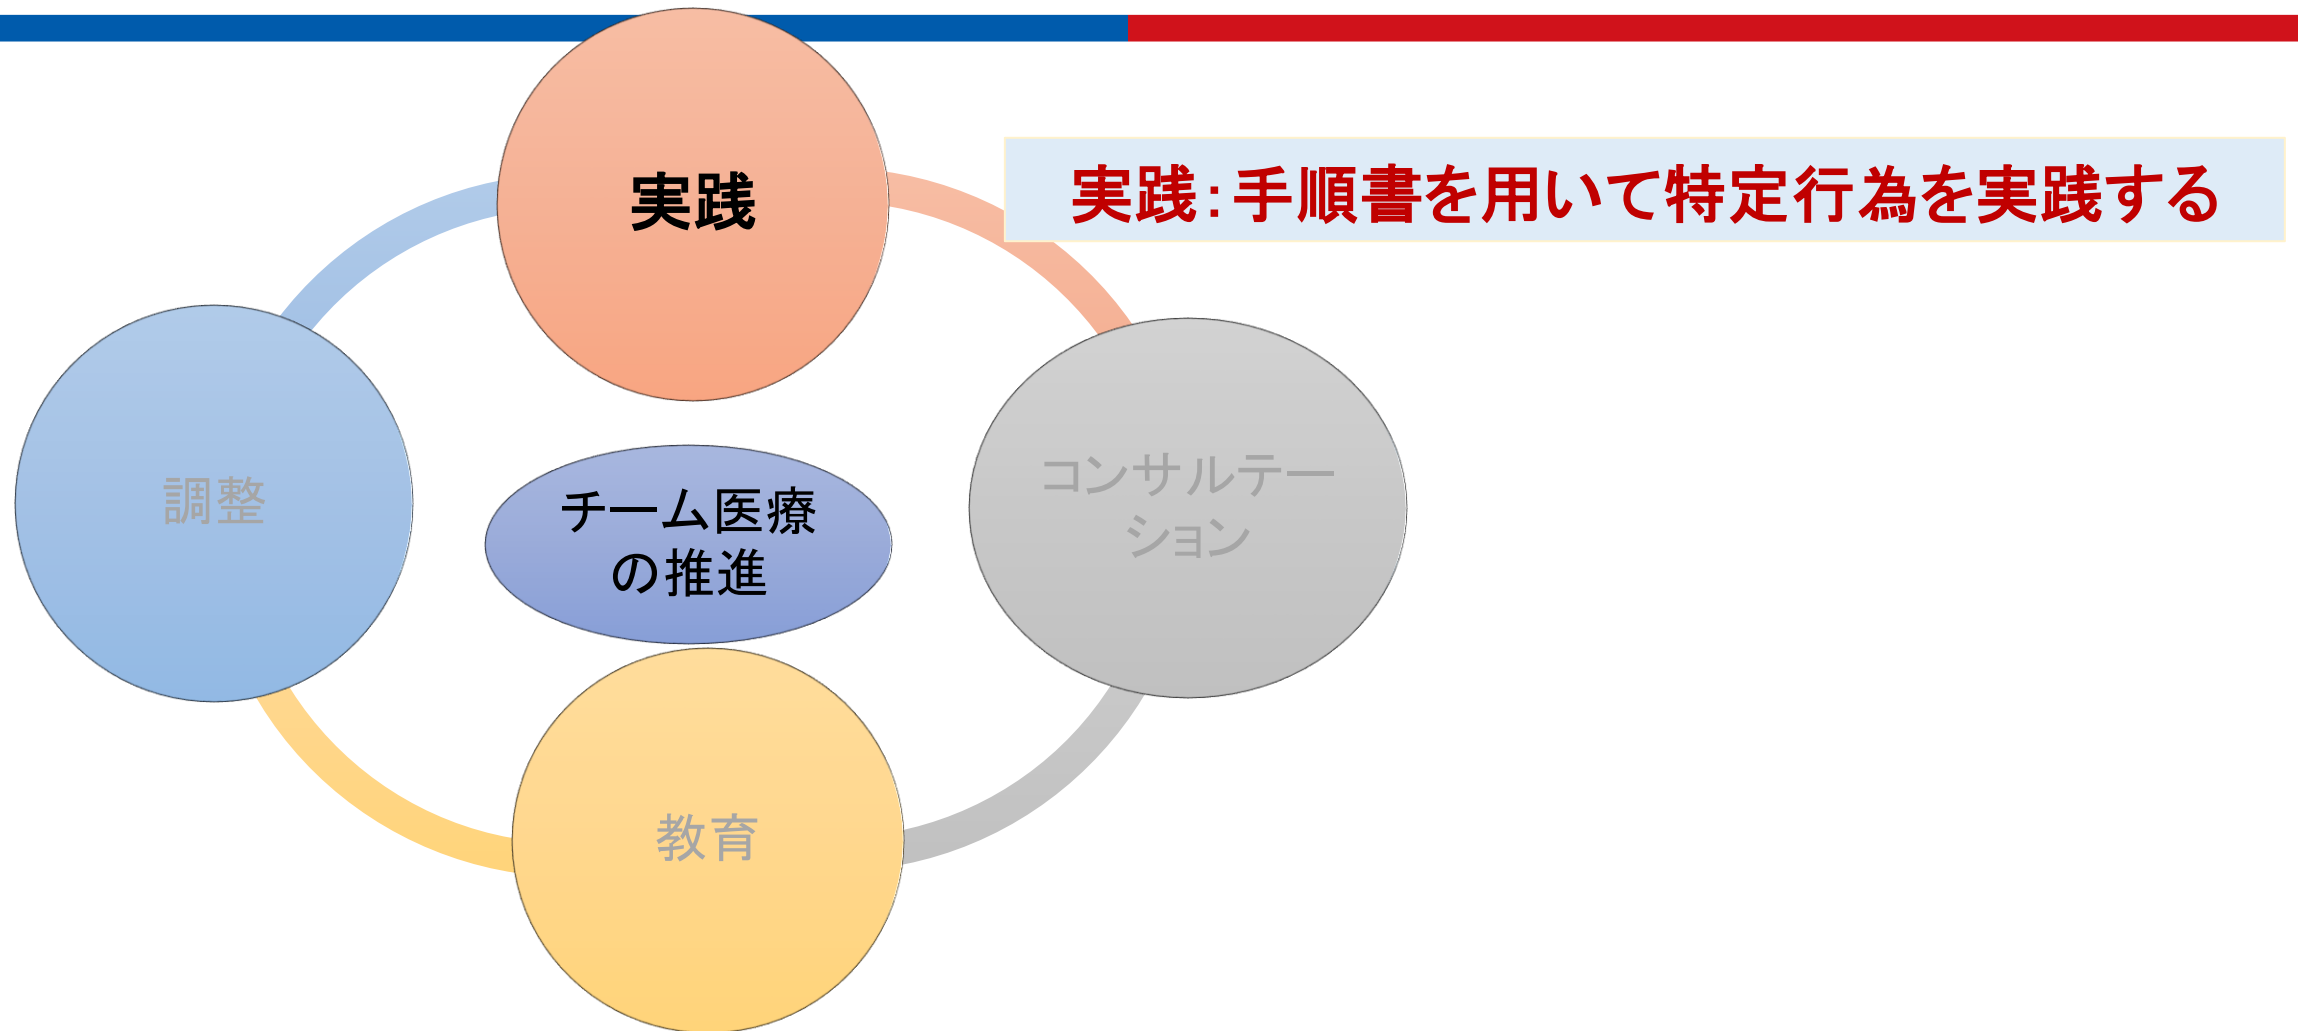 実践
実践：手順書を用いて特定行為を実践する
調整
チーム医療
の推進
コンサルテー
ション
教育